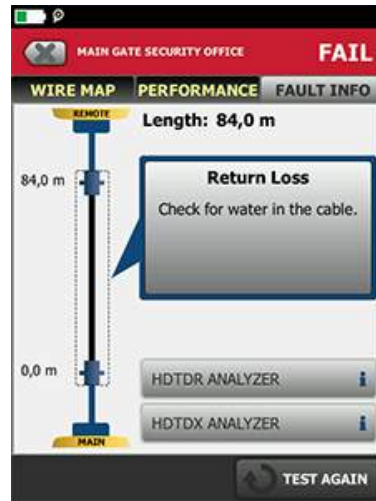 MAIN GATE SECURITY OFFICE
FAIL
WIRE MAP
PERFORMANCE
FAULT INFO
REMOTE
Length: 84,0 m
84,0 m
Return Loss
Check for water in the cable.
0,0 m
HDTDR ANALYZER i
HDTDX ANALYZER i
MAIN
TEST AGAIN